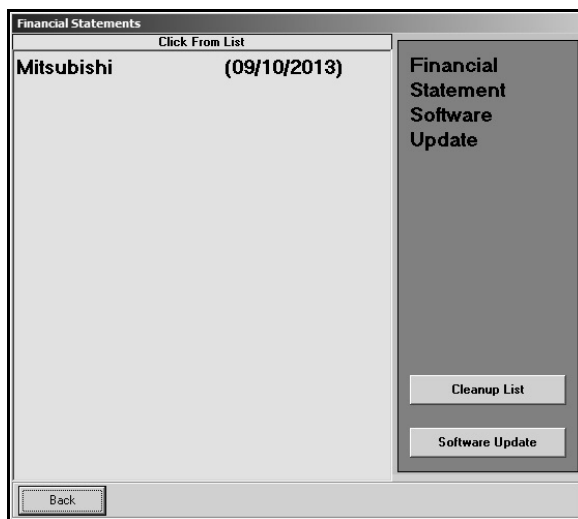 Financial Statements
Click From List
Mitsubishi (09/10/2013)
Financial
Statement
Software
Update
Cleanup List
Software Update
Back